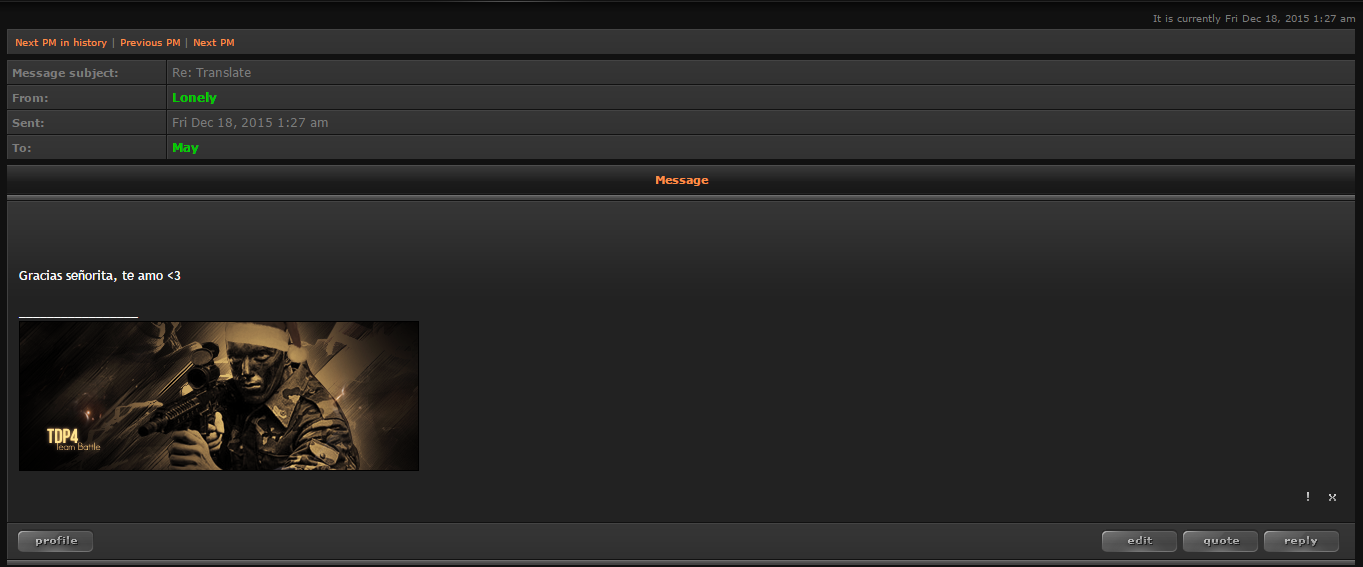 It is currently Fri Dec 18, 2015 1:27 am
Next PM in history | Previous PM | Next PM
Message subject: Re: Translate
From: Lonely
Sent: Fri Dec 18, 2015 1:27 am
To: May
Message
Gracias señorita, te amo <3
_________________
TDP4
Team Battle
! x
profile edit quote reply